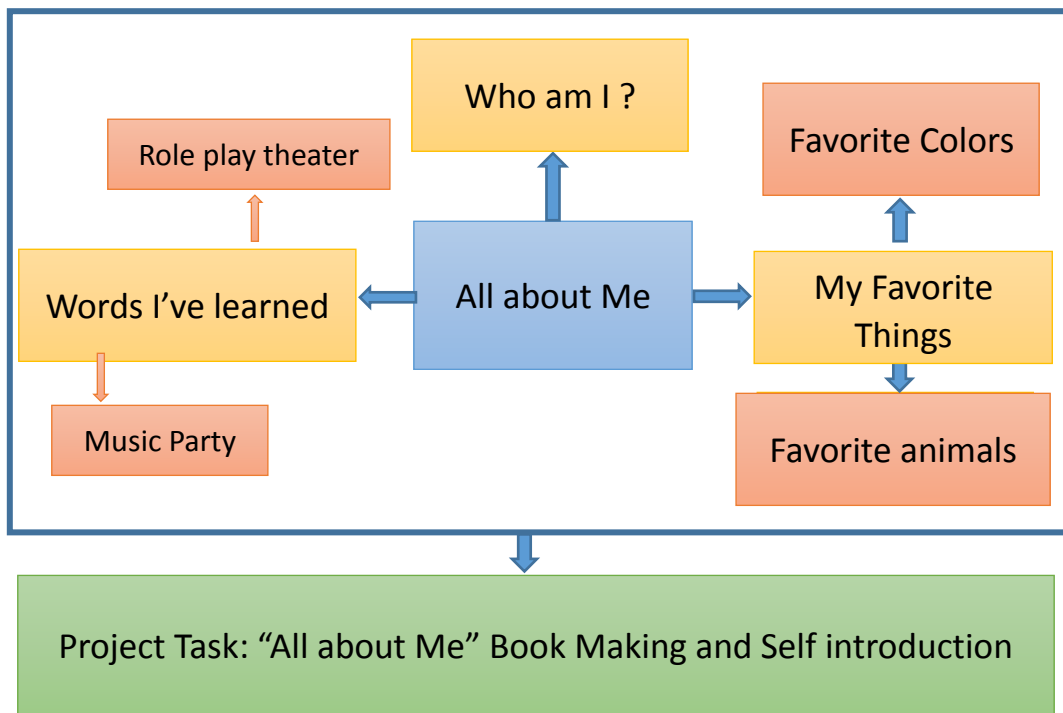 Who am I ?
Favorite Colors
Role play theater
All about Me
Words I’ve learned
My Favorite
Things
Music Party
Favorite animals
Project Task: “All about Me” Book Making and Self introduction